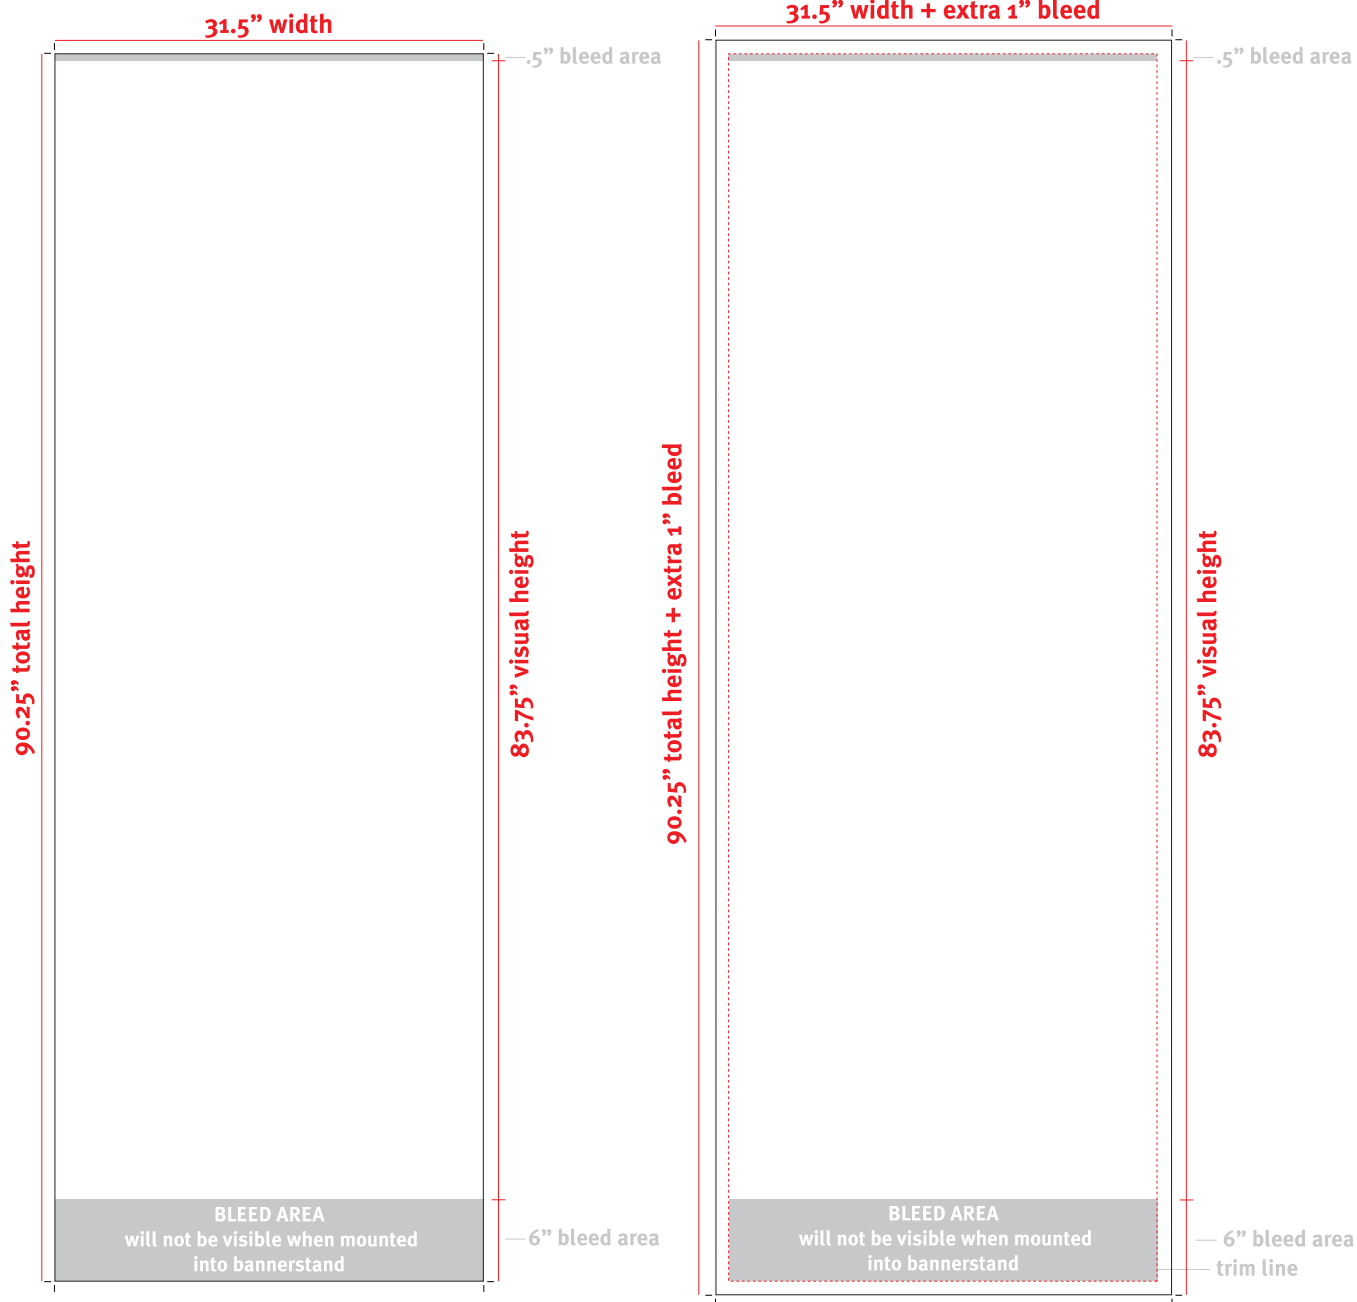 31.5” width
.5” bleed area
90.25” total height
83.75” visual height
BLEED AREA
will not be visible when mounted
into bannerstand
6” bleed area
31.5” width + extra 1” bleed
.5” bleed area
90.25” total height + extra 1” bleed
83.75” visual height
BLEED AREA
will not be visible when mounted
into bannerstand
6” bleed area
trim line